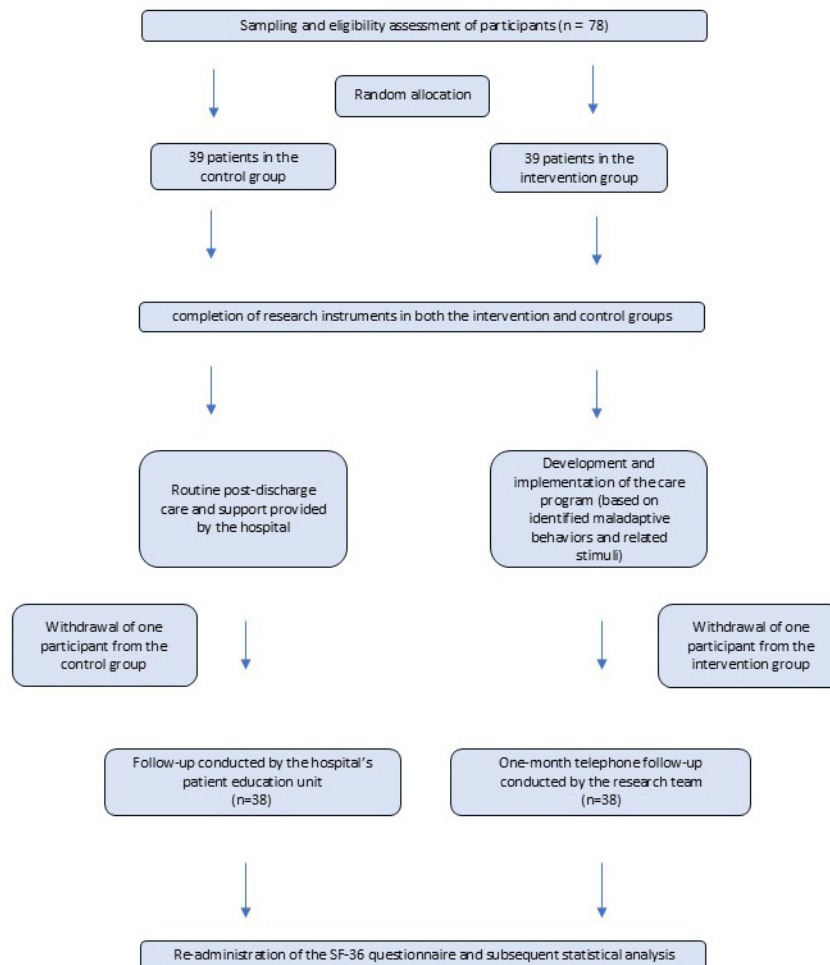 Sampling and eligibility assessment of participants (n = 78)
Random allocation
39 patients in the
control group
39 patients in the
intervention group
completion of research instruments in both the intervention and control groups
Routine post-discharge
care and support provided
by the hospital
Development and
implementation of the care
program (based on
identified maladaptive
behaviors and related
stimuli)
Withdrawal of one
participant from the
control group
Withdrawal of one
participant from the
intervention group
Follow-up conducted by the hospital's
patient education unit
(n=38)
One-month telephone follow-up
conducted by the research team
(n=38)
Re-administration of the SF-36 questionnaire and subsequent statistical analysis